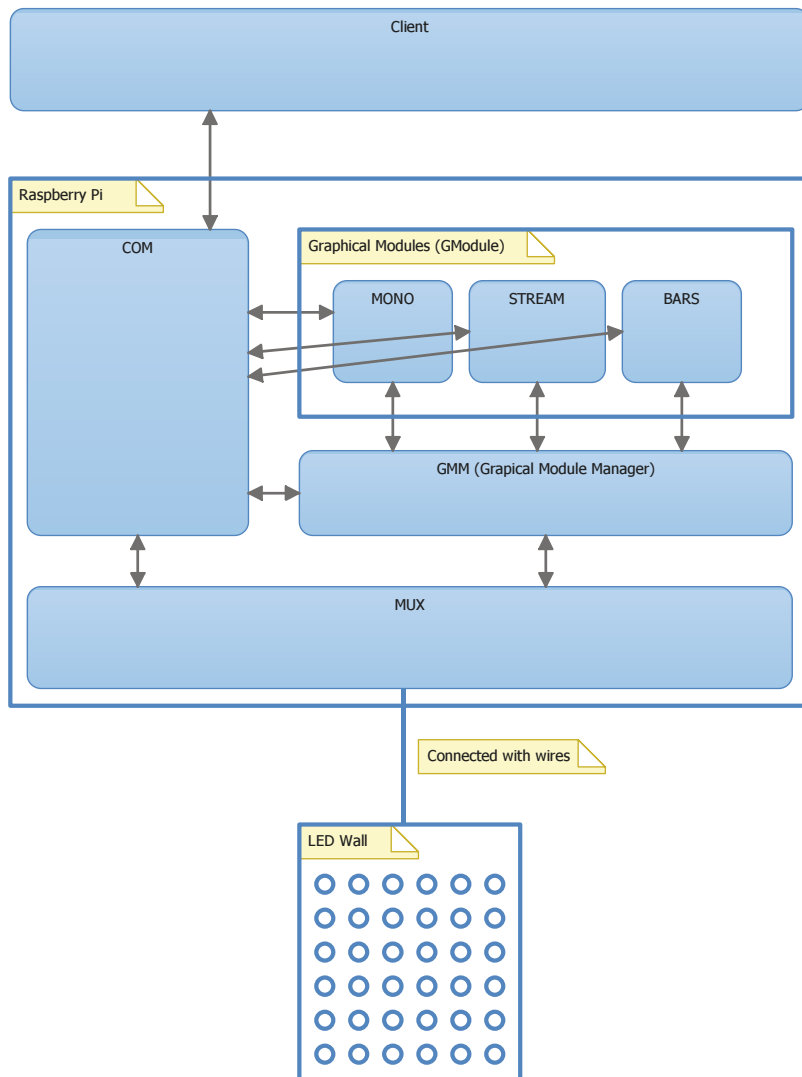 Client
Raspberry Pi
COM
Graphical Modules (GModule)
MONO
STREAM
BARS
GMM (Grapical Module Manager)
MUX
Connected with wires
LED Wall